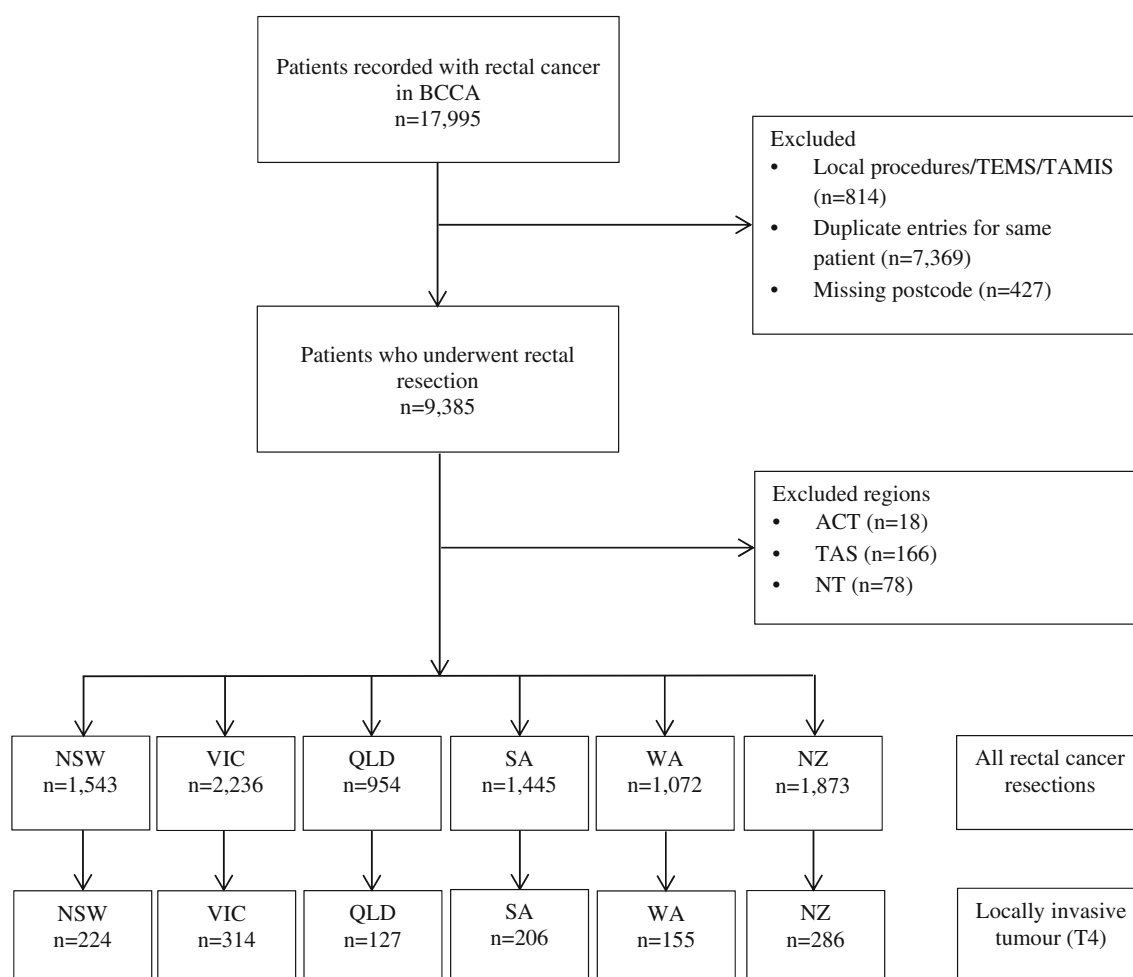 Patients recorded with rectal cancer
in BCCA
n=17,995
Excluded
• Local procedures/TEMS/TAMIS
(n=814)
• Duplicate entries for same
patient (n=7,369)
• Missing postcode (n=427)
Patients who underwent rectal
resection
n=9,385
Excluded regions
• ACT (n=18)
• TAS (n=166)
• NT (n=78)
NSW
n=1,543
VIC
n=2,236
QLD
n=954
SA
n=1,445
WA
n=1,072
NZ
n=1,873
All rectal cancer
resections
NSW
n=224
VIC
n=314
QLD
n=127
SA
n=206
WA
n=155
NZ
n=286
Locally invasive
tumour (T4)